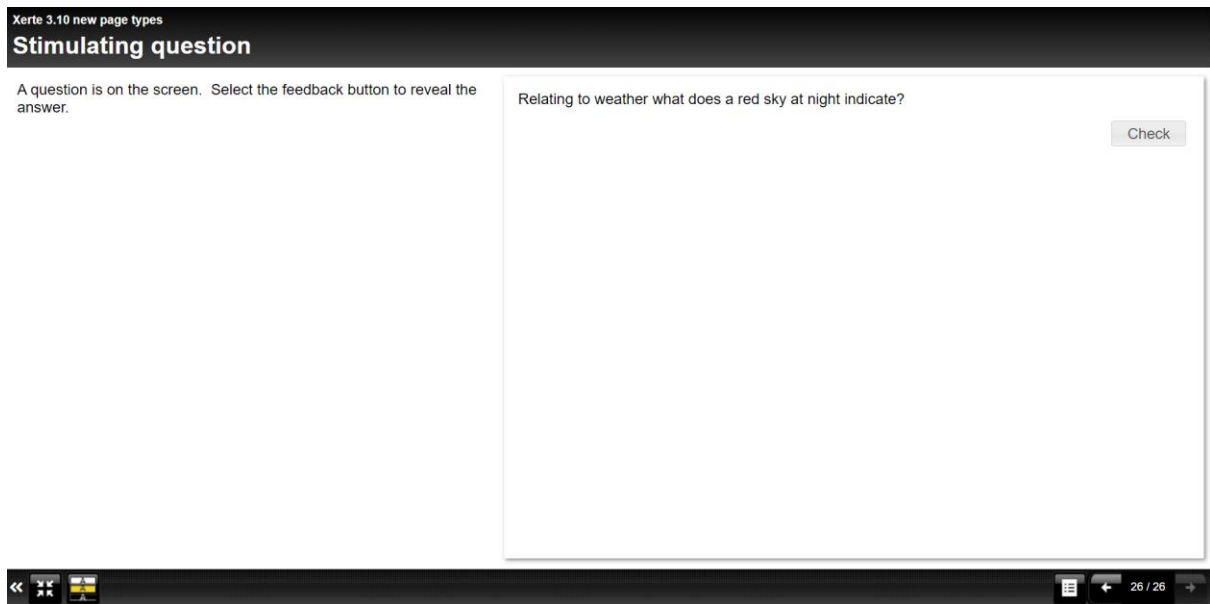 Xerte 3.10 new page types
Stimulating question
A question is on the screen.  Select the feedback button to reveal the
answer.
Relating to weather what does a red sky at night indicate?
Check
26 / 26